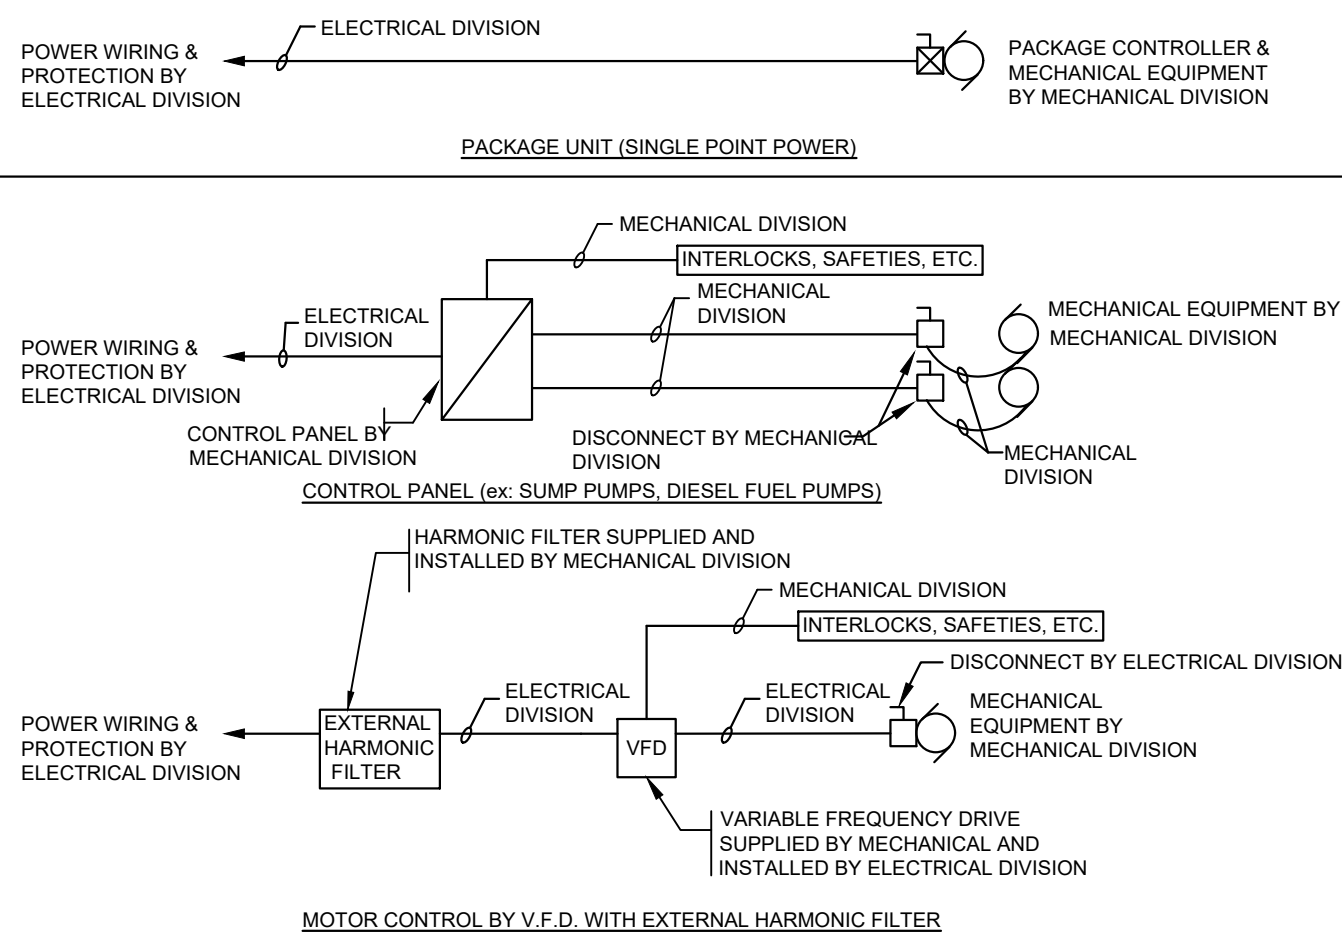 ELECTRICAL DIVISION
POWER WIRING &
PROTECTION BY
ELECTRICAL DIVISION
PACKAGE CONTROLLER &
MECHANICAL EQUIPMENT
BY MECHANICAL DIVISION
PACKAGE UNIT (SINGLE POINT POWER)
MECHANICAL DIVISION
INTERLOCKS, SAFETIES, ETC.
MECHANICAL
DIVISION
ELECTRICAL
DIVISION
MECHANICAL EQUIPMENT BY
MECHANICAL DIVISION
POWER WIRING &
PROTECTION BY
ELECTRICAL DIVISION
CONTROL PANEL BY
MECHANICAL DIVISION
DISCONNECT BY MECHANICAL
DIVISION
MECHANICAL
DIVISION
CONTROL PANEL (ex: SUMP PUMPS, DIESEL FUEL PUMPS)
HARMONIC FILTER SUPPLIED AND
INSTALLED BY MECHANICAL DIVISION
MECHANICAL DIVISION
INTERLOCKS, SAFETIES, ETC.
DISCONNECT BY ELECTRICAL DIVISION
POWER WIRING &
PROTECTION BY
ELECTRICAL DIVISION
EXTERNAL
HARMONIC
FILTER
ELECTRICAL
DIVISION
VFD
ELECTRICAL
DIVISION
MECHANICAL
EQUIPMENT BY
MECHANICAL DIVISION
VARIABLE FREQUENCY DRIVE
SUPPLIED BY MECHANICAL AND
INSTALLED BY ELECTRICAL DIVISION
MOTOR CONTROL BY V.F.D. WITH EXTERNAL HARMONIC FILTER